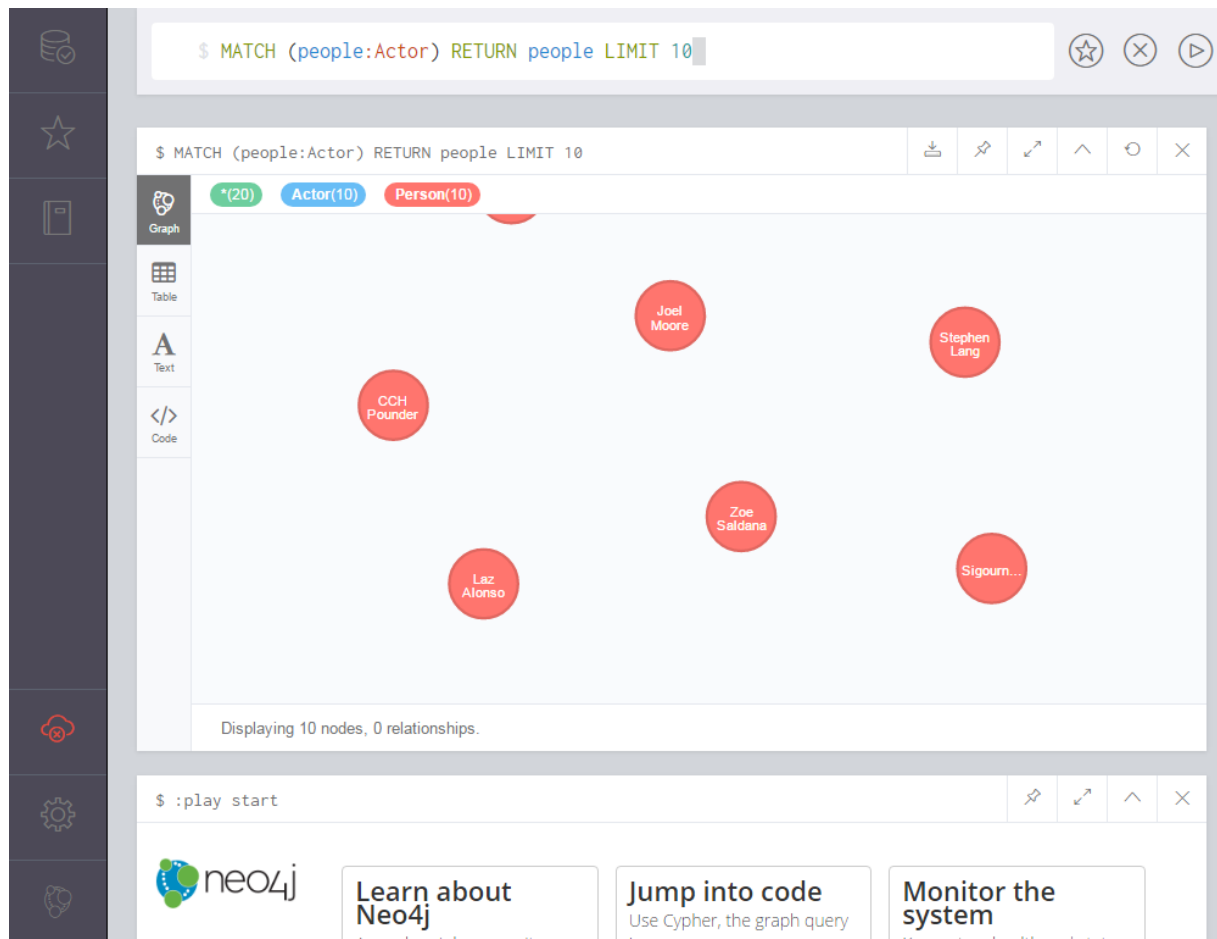 $ MATCH (people:Actor) RETURN people LIMIT 10
$ MATCH (people:Actor) RETURN people LIMIT 10
*(20) Actor(10) Person(10)
Graph
Table
Text
Code
Joel
Moore
Stephen
Lang
CCH
Pounder
Zoe
Saldana
Laz
Alonso
Sigourn...
Displaying 10 nodes, 0 relationships.
$ :play start
neo4j
Learn about
Neo4j
Jump into code
Use Cypher, the graph query
Monitor the
system